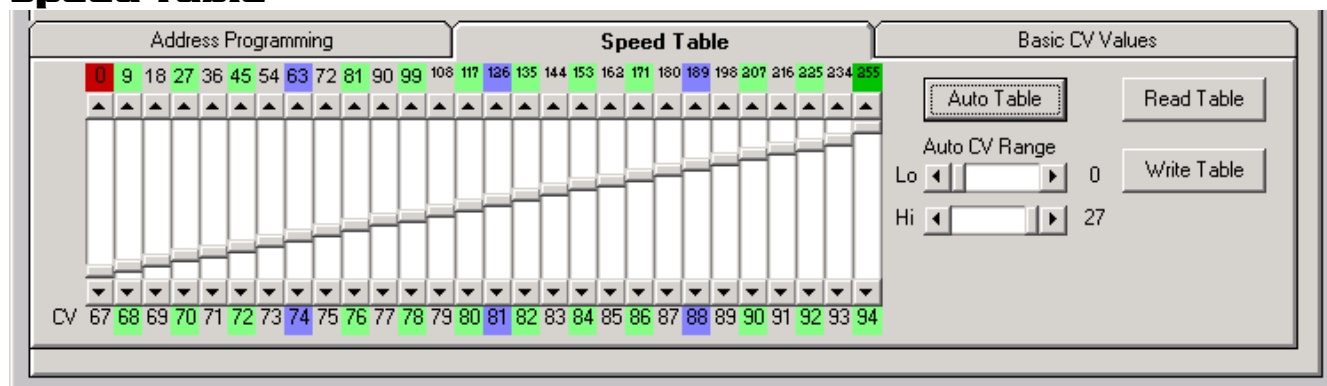 Speed Table
Address Programming Speed Table Basic CV Values
0 9 18 27 36 45 54 63 72 81 90 99 108 117 126 135 144 153 162 171 180 189 198 207 216 225 234 255
Auto Table Read Table
Auto CV Range
Lo 0 Write Table
Hi 27
CV 67 68 69 70 71 72 73 74 75 76 77 78 79 80 81 82 83 84 85 86 87 88 89 90 91 92 93 94